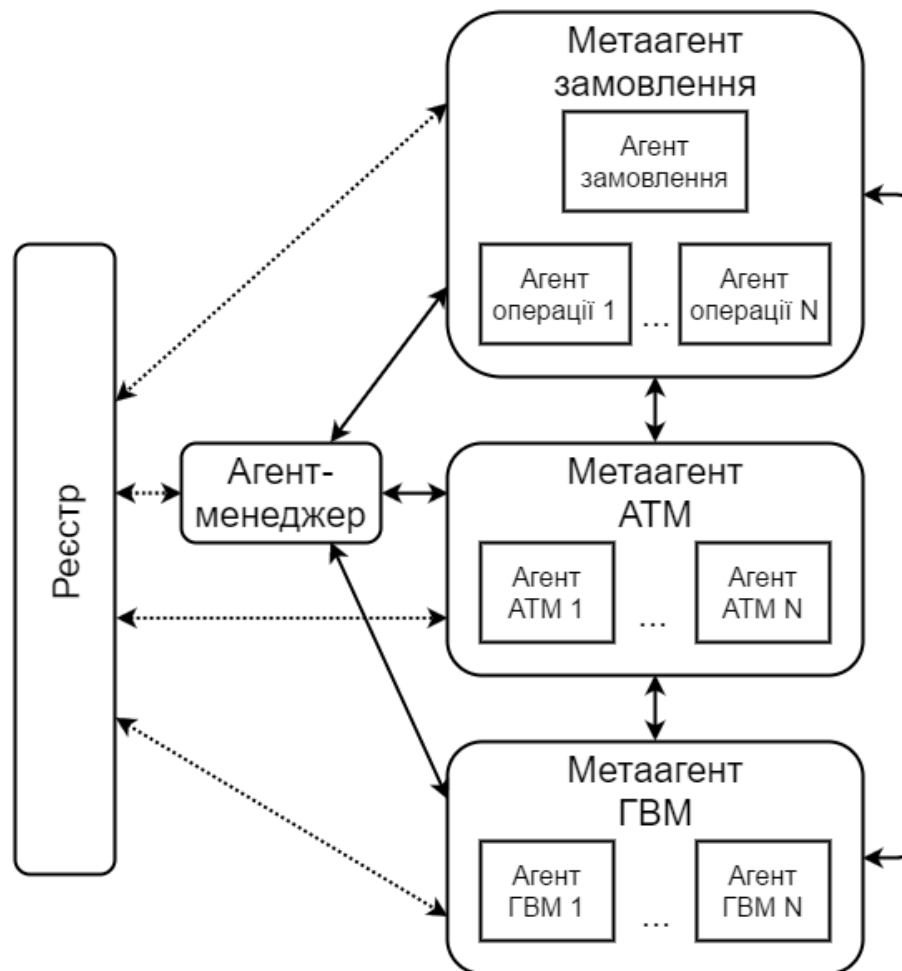 Метаагент
замовлення
Агент
замовлення
Агент
операції 1
...
Агент
операції N
Реєстр
Агент-
менеджер
Метаагент
АТМ
Агент
АТМ 1
...
Агент
АТМ N
Метаагент
ГВМ
Агент
ГВМ 1
...
Агент
ГВМ N